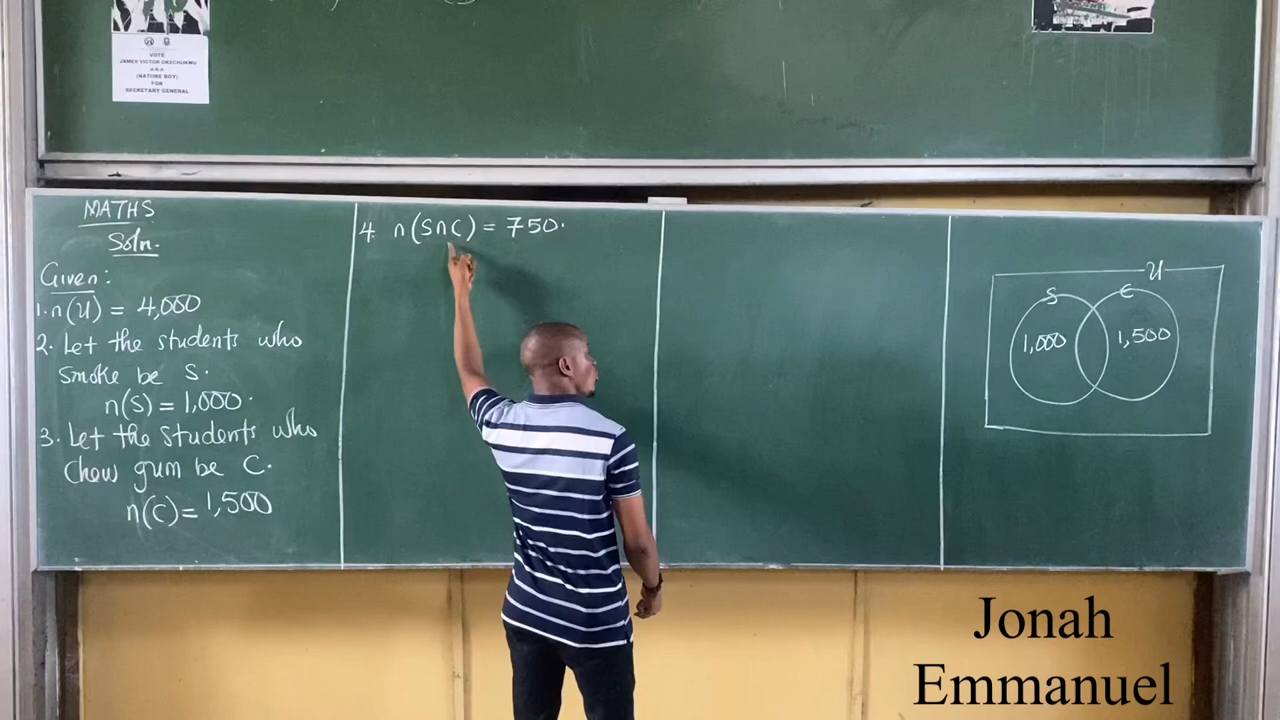 VOTE
JAMES VICTOR OKECHUKWU
a.k.a
(NATURE BOY)
FOR
SECRETARY GENERAL
MATHS
Soln.
Given:
1. n(U) = 4,000
2. Let the students who
smoke be S.
n(S) = 1,000.
3. Let the students who
Chew gum be C.
n(C) = 1,500
4. n(SnC) = 750.
U
S C
1,000 1,500
Jonah
Emmanuel